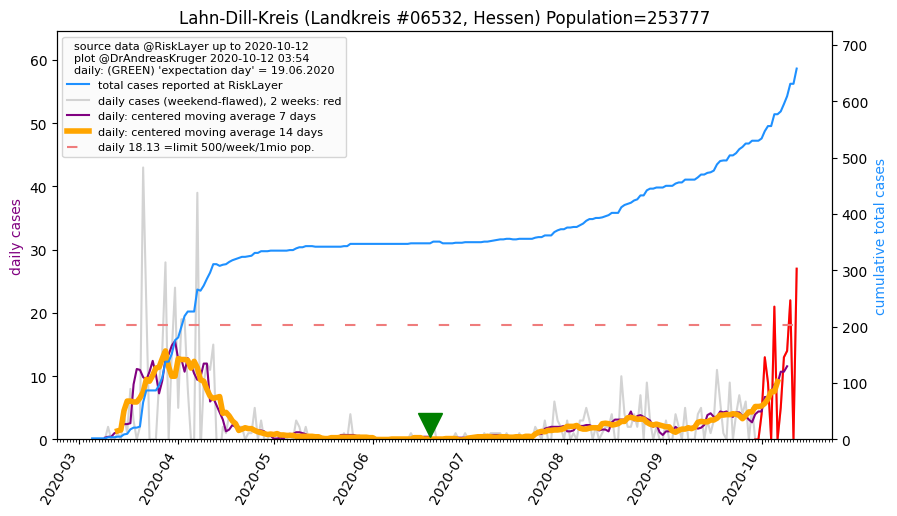 Lahn-Dill-Kreis (Landkreis #06532, Hessen) Population=253777
source data @RiskLayer up to 2020-10-12
plot @DrAndreasKruger 2020-10-12 03:54
daily: (GREEN) 'expectation day' = 19.06.2020
total cases reported at RiskLayer
daily cases (weekend-flawed), 2 weeks: red
daily: centered moving average 7 days
daily: centered moving average 14 days
daily 18.13 =limit 500/week/1mio pop.
daily cases
60
50
40
30
20
10
0
cumulative total cases
700
600
500
400
300
200
100
0
2020-03
2020-04
2020-05
2020-06
2020-07
2020-08
2020-09
2020-10